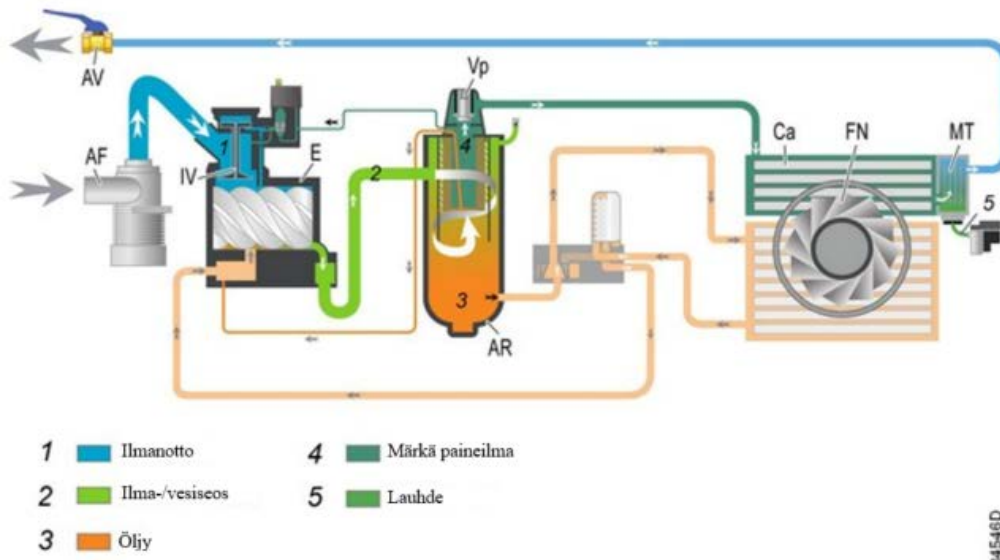 AV
Vp
AF
1
IV
E
2
4
Ca
FN
MT
5
3
AR
1 Ilmanotto
2 Ilma-/vesiseos
3 Öljy
4 Märkä paineilma
5 Lauhde